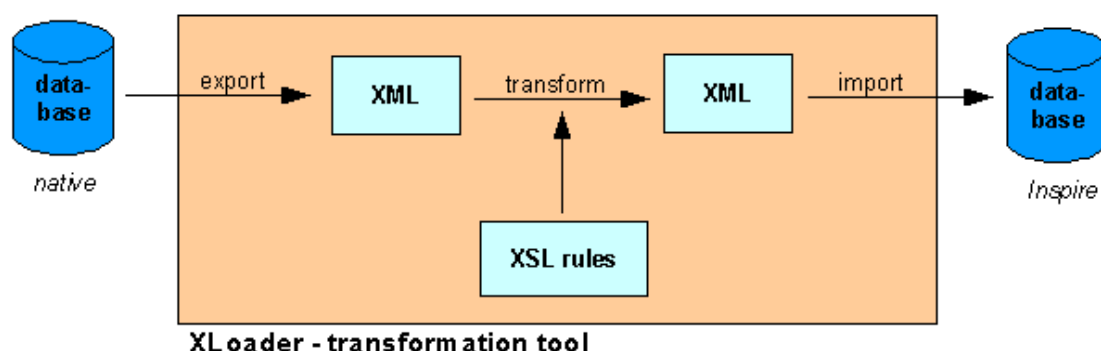 data-
base
native
export
XML
transform
XML
import
XSL rules
data-
base
Inspire
XLoader - transformation tool